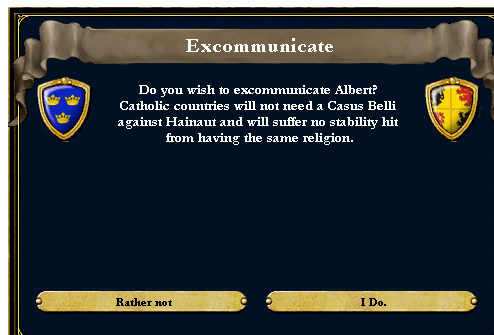 Excommunicate
Do you wish to excommunicate Albert?
Catholic countries will not need a Casus Belli
against Hainaut and will suffer no stability hit
from having the same religion.
Rather not
I Do.